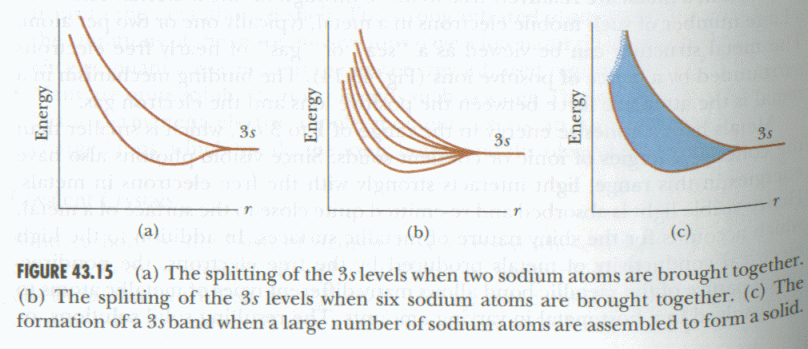 Energy
3s
r
(a)
Energy
3s
r
(b)
Energy
3s
r
(c)
FIGURE 43.15 (a) The splitting of the 3s levels when two sodium atoms are brought together.
(b) The splitting of the 3s levels when six sodium atoms are brought together. (c) The
formation of a 3s band when a large number of sodium atoms are assembled to form a solid.